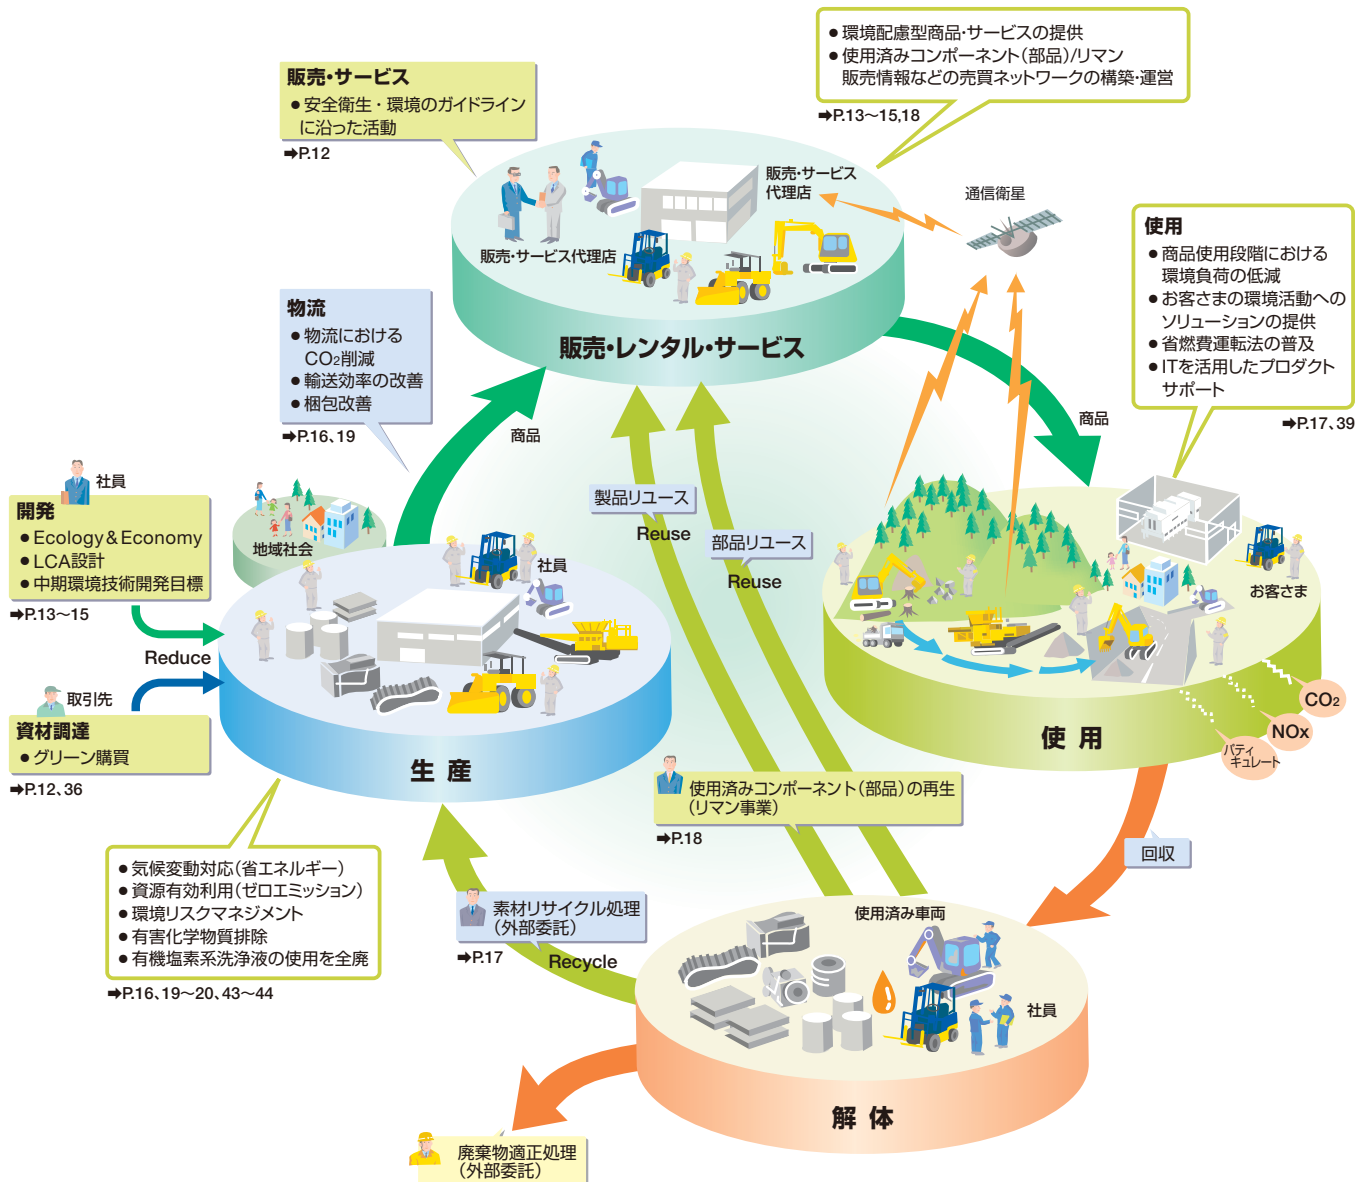 ● 環境配慮型商品・サービスの提供
● 使用済みコンポーネント(部品)/リマン
販売情報などの売買ネットワークの構築・運営
➡P.13〜15,18
販売・サービス
● 安全衛生・環境のガイドライン
に沿った活動
➡P.12
販売・サービス
代理店
販売・サービス代理店
販売・レンタル・サービス
通信衛星
使用
● 商品使用段階における
環境負荷の低減
● お客さまの環境活動への
ソリューションの提供
● 省燃費運転法の普及
● ITを活用したプロダクト
サポート
➡P.17、39
物流
● 物流における
CO2削減
● 輸送効率の改善
● 梱包改善
➡P.16、19
商品
商品
社員
開発
● Ecology & Economy
● LCA設計
● 中期環境技術開発目標
➡P.13〜15
Reduce
地域社会
社員
製品リユース
Reuse
部品リユース
Reuse
お客さま
取引先
資材調達
● グリーン購買
➡P.12、36
生 産
使 用
CO2
NOx
パティ
キュレート
使用済みコンポーネント(部品)の再生
(リマン事業)
➡P.18
回収
● 気候変動対応(省エネルギー)
● 資源有効利用(ゼロエミッション)
● 環境リスクマネジメント
● 有害化学物質排除
● 有機塩素系洗浄液の使用を全廃
➡P.16、19〜20、43〜44
素材リサイクル処理
(外部委託)
➡P.17
Recycle
使用済み車両
社員
解 体
廃棄物適正処理
(外部委託)